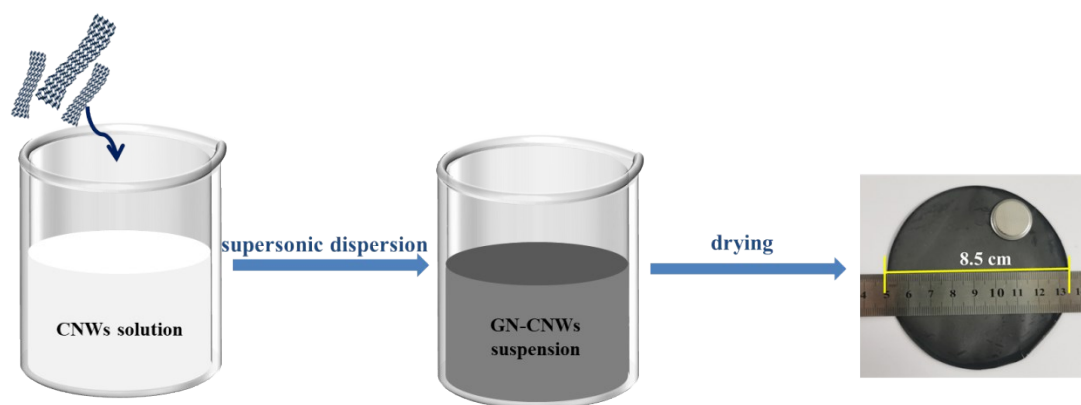 supersonic dispersion
drying
CNWs solution
GN-CNWs
suspension
8.5 cm
4 5 6 7 8 9 10 11 12 13